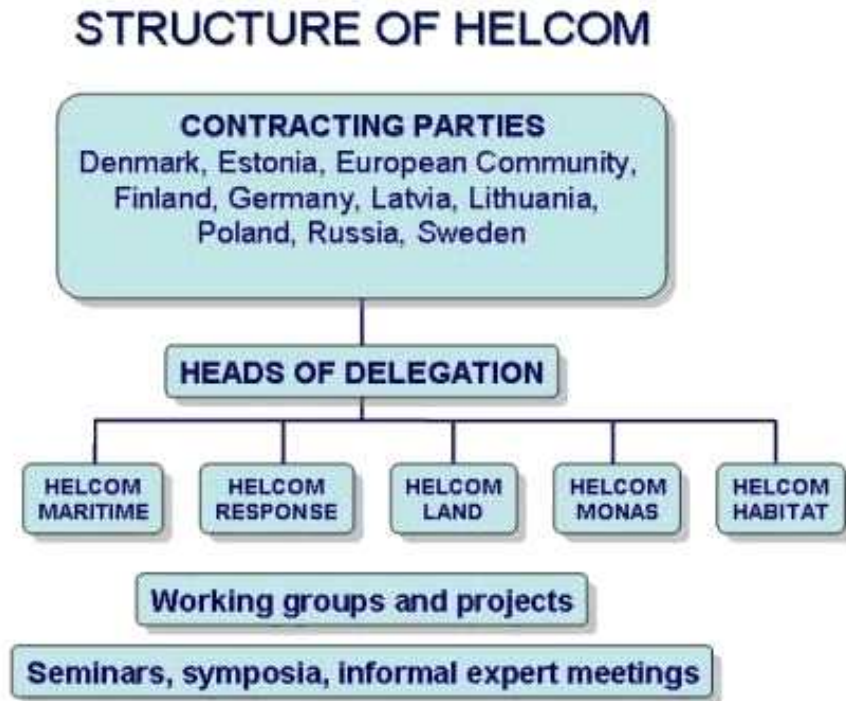 STRUCTURE OF HELCOM
CONTRACTING PARTIES
Denmark, Estonia, European Community,
Finland, Germany, Latvia, Lithuania,
Poland, Russia, Sweden
HEADS OF DELEGATION
HELCOM
MARITIME
HELCOM
RESPONSE
HELCOM
LAND
HELCOM
MONAS
HELCOM
HABITAT
Working groups and projects
Seminars, symposia, informal expert meetings